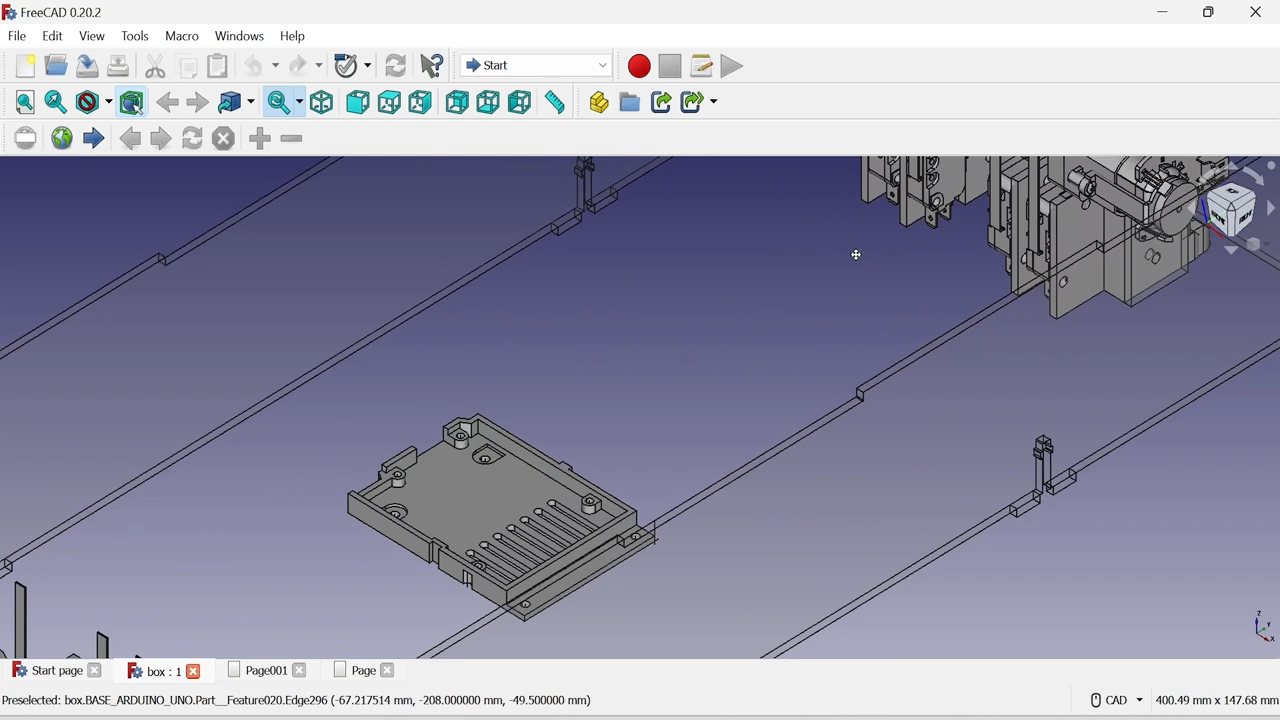 FreeCAD 0.20.2
File Edit View Tools Macro Windows Help
Start
Z
Y
X
Start page box : 1 Page001 Page
Preselected: box.BASE_ARDUINO_UNO.Part__Feature020.Edge296 (-67.217514 mm, -208.000000 mm, -49.500000 mm) CAD 400.49 mm x 147.68 mm